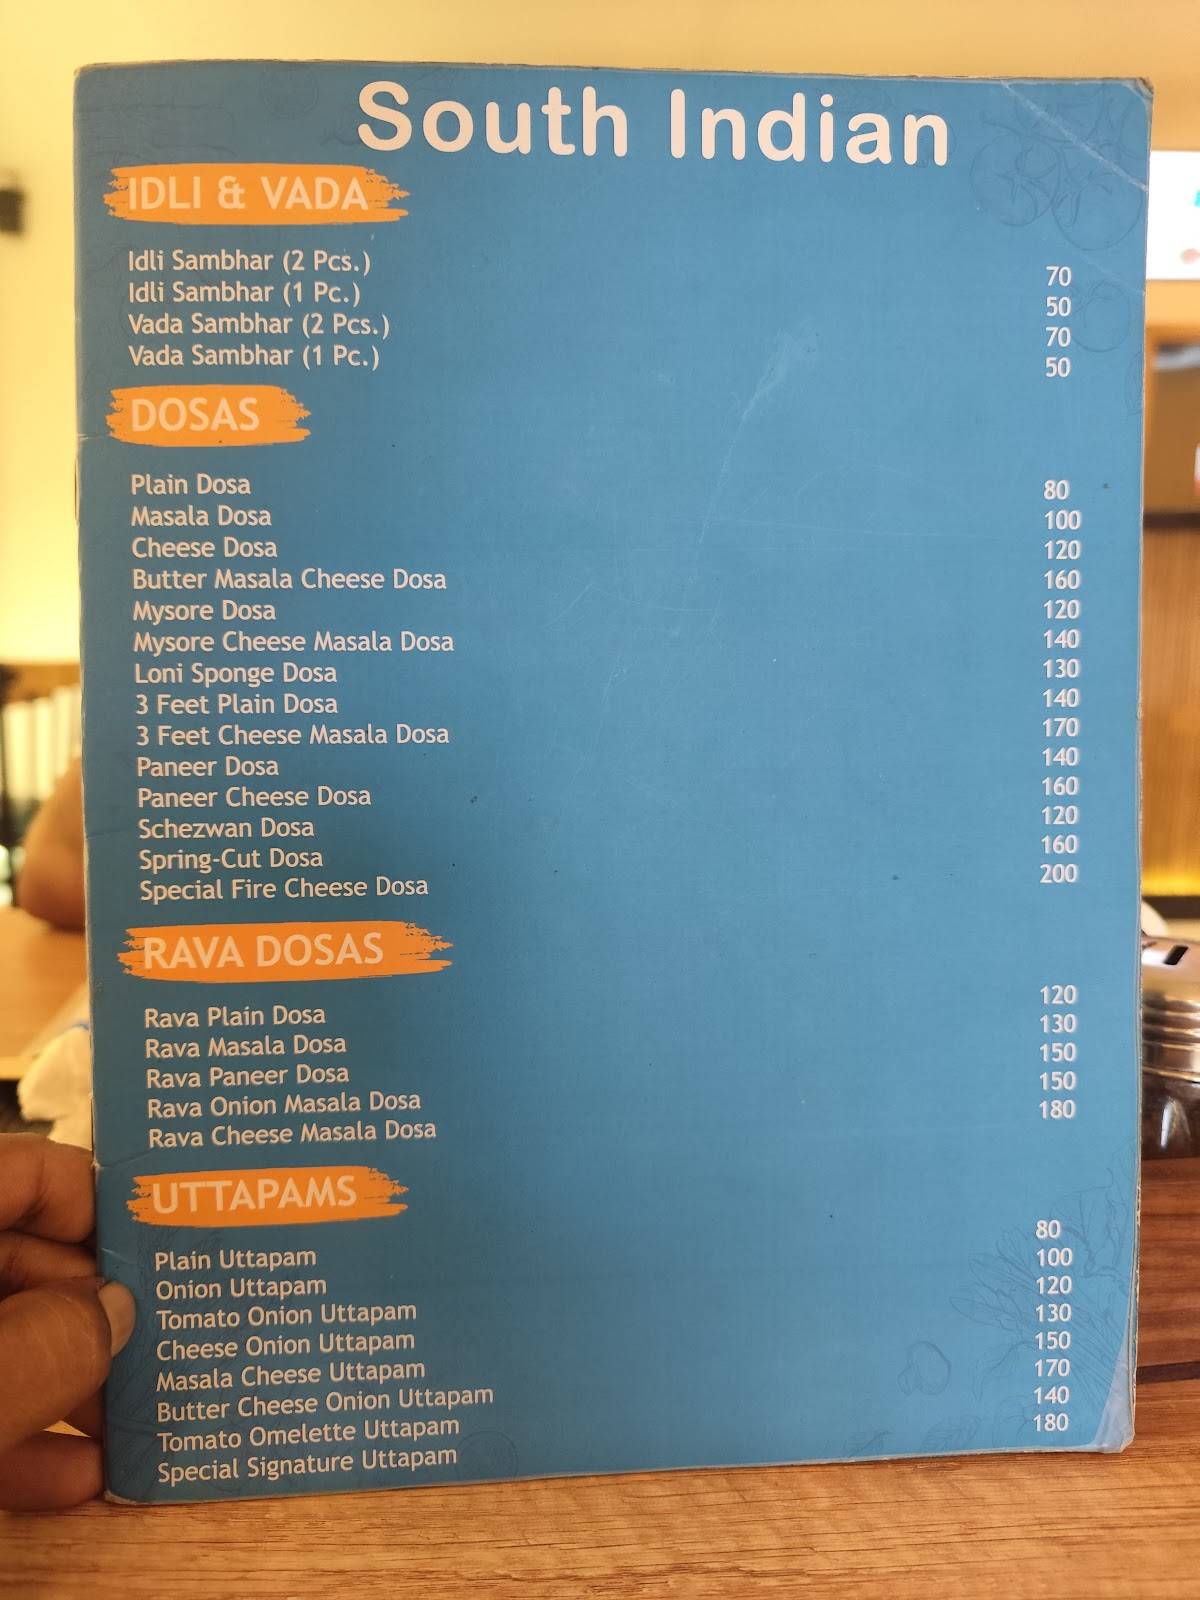 South Indian
IDLI & VADA
Idli Sambhar (2 Pcs.) 70
Idli Sambhar (1 Pc.) 50
Vada Sambhar (2 Pcs.) 70
Vada Sambhar (1 Pc.) 50
DOSAS
Plain Dosa 80
Masala Dosa 100
Cheese Dosa 120
Butter Masala Cheese Dosa 160
Mysore Dosa 120
Mysore Cheese Masala Dosa 140
Loni Sponge Dosa 130
3 Feet Plain Dosa 140
3 Feet Cheese Masala Dosa 170
Paneer Dosa 140
Paneer Cheese Dosa 160
Schezwan Dosa 120
Spring-Cut Dosa 160
Special Fire Cheese Dosa 200
RAVA DOSAS
Rava Plain Dosa 120
Rava Masala Dosa 130
Rava Paneer Dosa 150
Rava Onion Masala Dosa 150
Rava Cheese Masala Dosa 180
UTTAPAMS
Plain Uttapam 80
Onion Uttapam 100
Tomato Onion Uttapam 120
Cheese Onion Uttapam 130
Masala Cheese Uttapam 150
Butter Cheese Onion Uttapam 170
Tomato Omelette Uttapam 140
Special Signature Uttapam 180